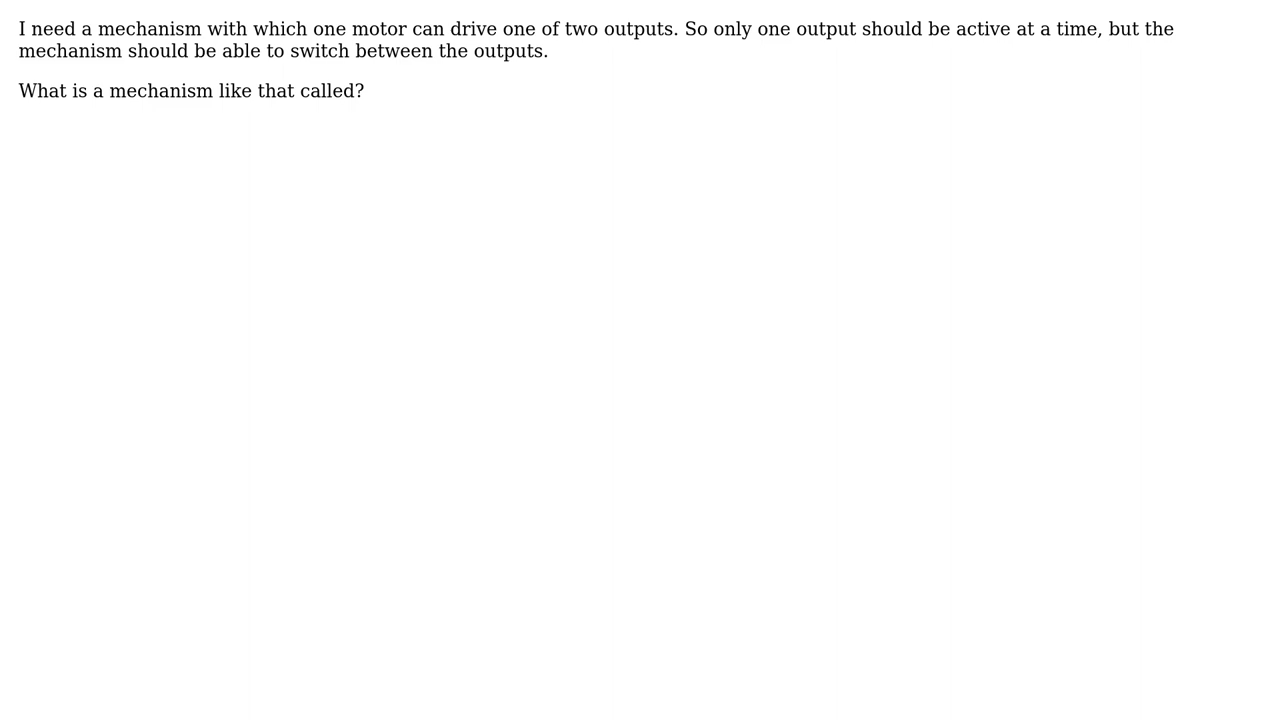 I need a mechanism with which one motor can drive one of two outputs. So only one output should be active at a time, but the
mechanism should be able to switch between the outputs.
What is a mechanism like that called?